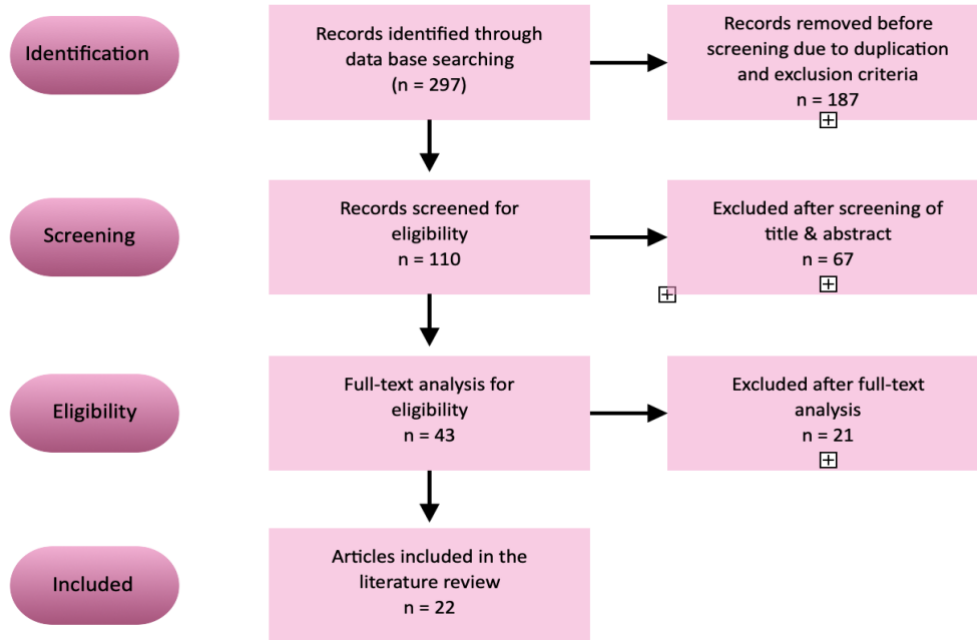 Identification
Records identified through
data base searching
(n = 297)
Records removed before
screening due to duplication
and exclusion criteria
n = 187
Screening
Records screened for
eligibility
n = 110
Excluded after screening of
title & abstract
n = 67
Eligibility
Full-text analysis for
eligibility
n = 43
Excluded after full-text
analysis
n = 21
Included
Articles included in the
literature review
n = 22